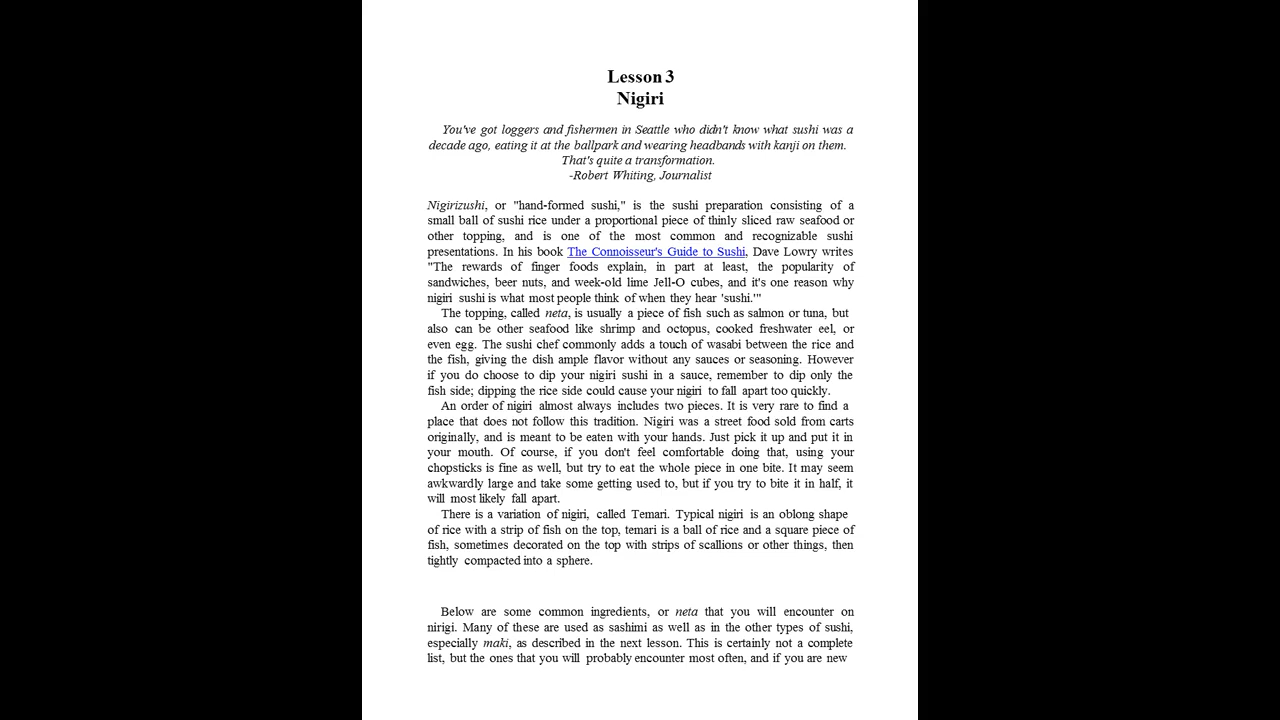 Lesson 3
Nigiri
You've got loggers and fishermen in Seattle who didn't know what sushi was a
decade ago, eating it at the ballpark and wearing headbands with kanji on them.
That's quite a transformation.
-Robert Whiting, Journalist
Nigirizushi, or "hand-formed sushi," is the sushi preparation consisting of a
small ball of sushi rice under a proportional piece of thinly sliced raw seafood or
other topping, and is one of the most common and recognizable sushi
presentations. In his book The Connoisseur's Guide to Sushi, Dave Lowry writes
"The rewards of finger foods explain, in part at least, the popularity of
sandwiches, beer nuts, and week-old lime Jell-O cubes, and it's one reason why
nigiri sushi is what most people think of when they hear 'sushi.'"
The topping, called neta, is usually a piece of fish such as salmon or tuna, but
also can be other seafood like shrimp and octopus, cooked freshwater eel, or
even egg. The sushi chef commonly adds a touch of wasabi between the rice and
the fish, giving the dish ample flavor without any sauces or seasoning. However
if you do choose to dip your nigiri sushi in a sauce, remember to dip only the
fish side; dipping the rice side could cause your nigiri to fall apart too quickly.
An order of nigiri almost always includes two pieces. It is very rare to find a
place that does not follow this tradition. Nigiri was a street food sold from carts
originally, and is meant to be eaten with your hands. Just pick it up and put it in
your mouth. Of course, if you don't feel comfortable doing that, using your
chopsticks is fine as well, but try to eat the whole piece in one bite. It may seem
awkwardly large and take some getting used to, but if you try to bite it in half, it
will most likely fall apart.
There is a variation of nigiri, called Temari. Typical nigiri is an oblong shape
of rice with a strip of fish on the top, temari is a ball of rice and a square piece of
fish, sometimes decorated on the top with strips of scallions or other things, then
tightly compacted into a sphere.
Below are some common ingredients, or neta that you will encounter on
nirigi. Many of these are used as sashimi as well as in the other types of sushi,
especially maki, as described in the next lesson. This is certainly not a complete
list, but the ones that you will probably encounter most often, and if you are new